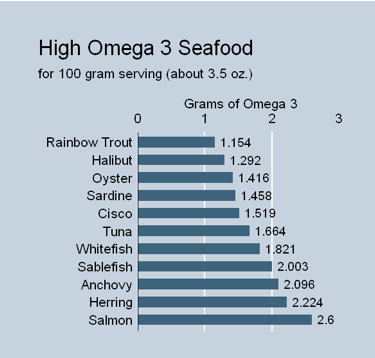 High Omega 3 Seafood
for 100 gram serving (about 3.5 oz.)
Grams of Omega 3
0 1 2 3
Rainbow Trout 1.154
Halibut 1.292
Oyster 1.416
Sardine 1.458
Cisco 1.519
Tuna 1.664
Whitefish 1.821
Sablefish 2.003
Anchovy 2.096
Herring 2.224
Salmon 2.6